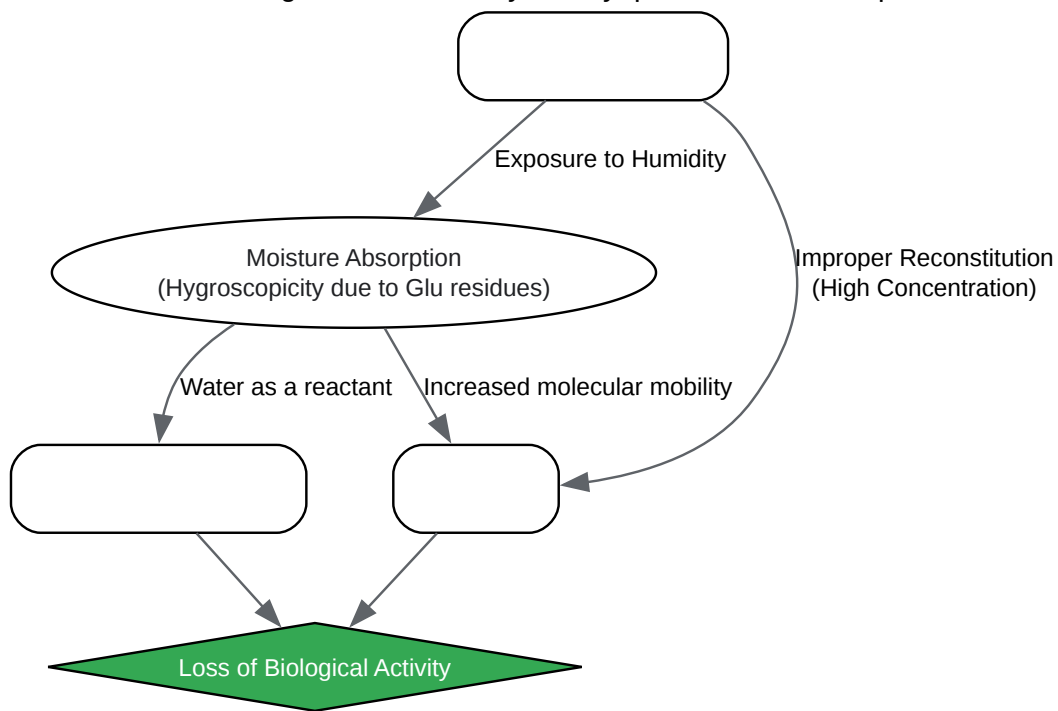 Exposure to Humidity
Moisture Absorption
(Hygroscopicity due to Glu residues)
Improper Reconstitution
(High Concentration)
Water as a reactant
Increased molecular mobility
Loss of Biological Activity